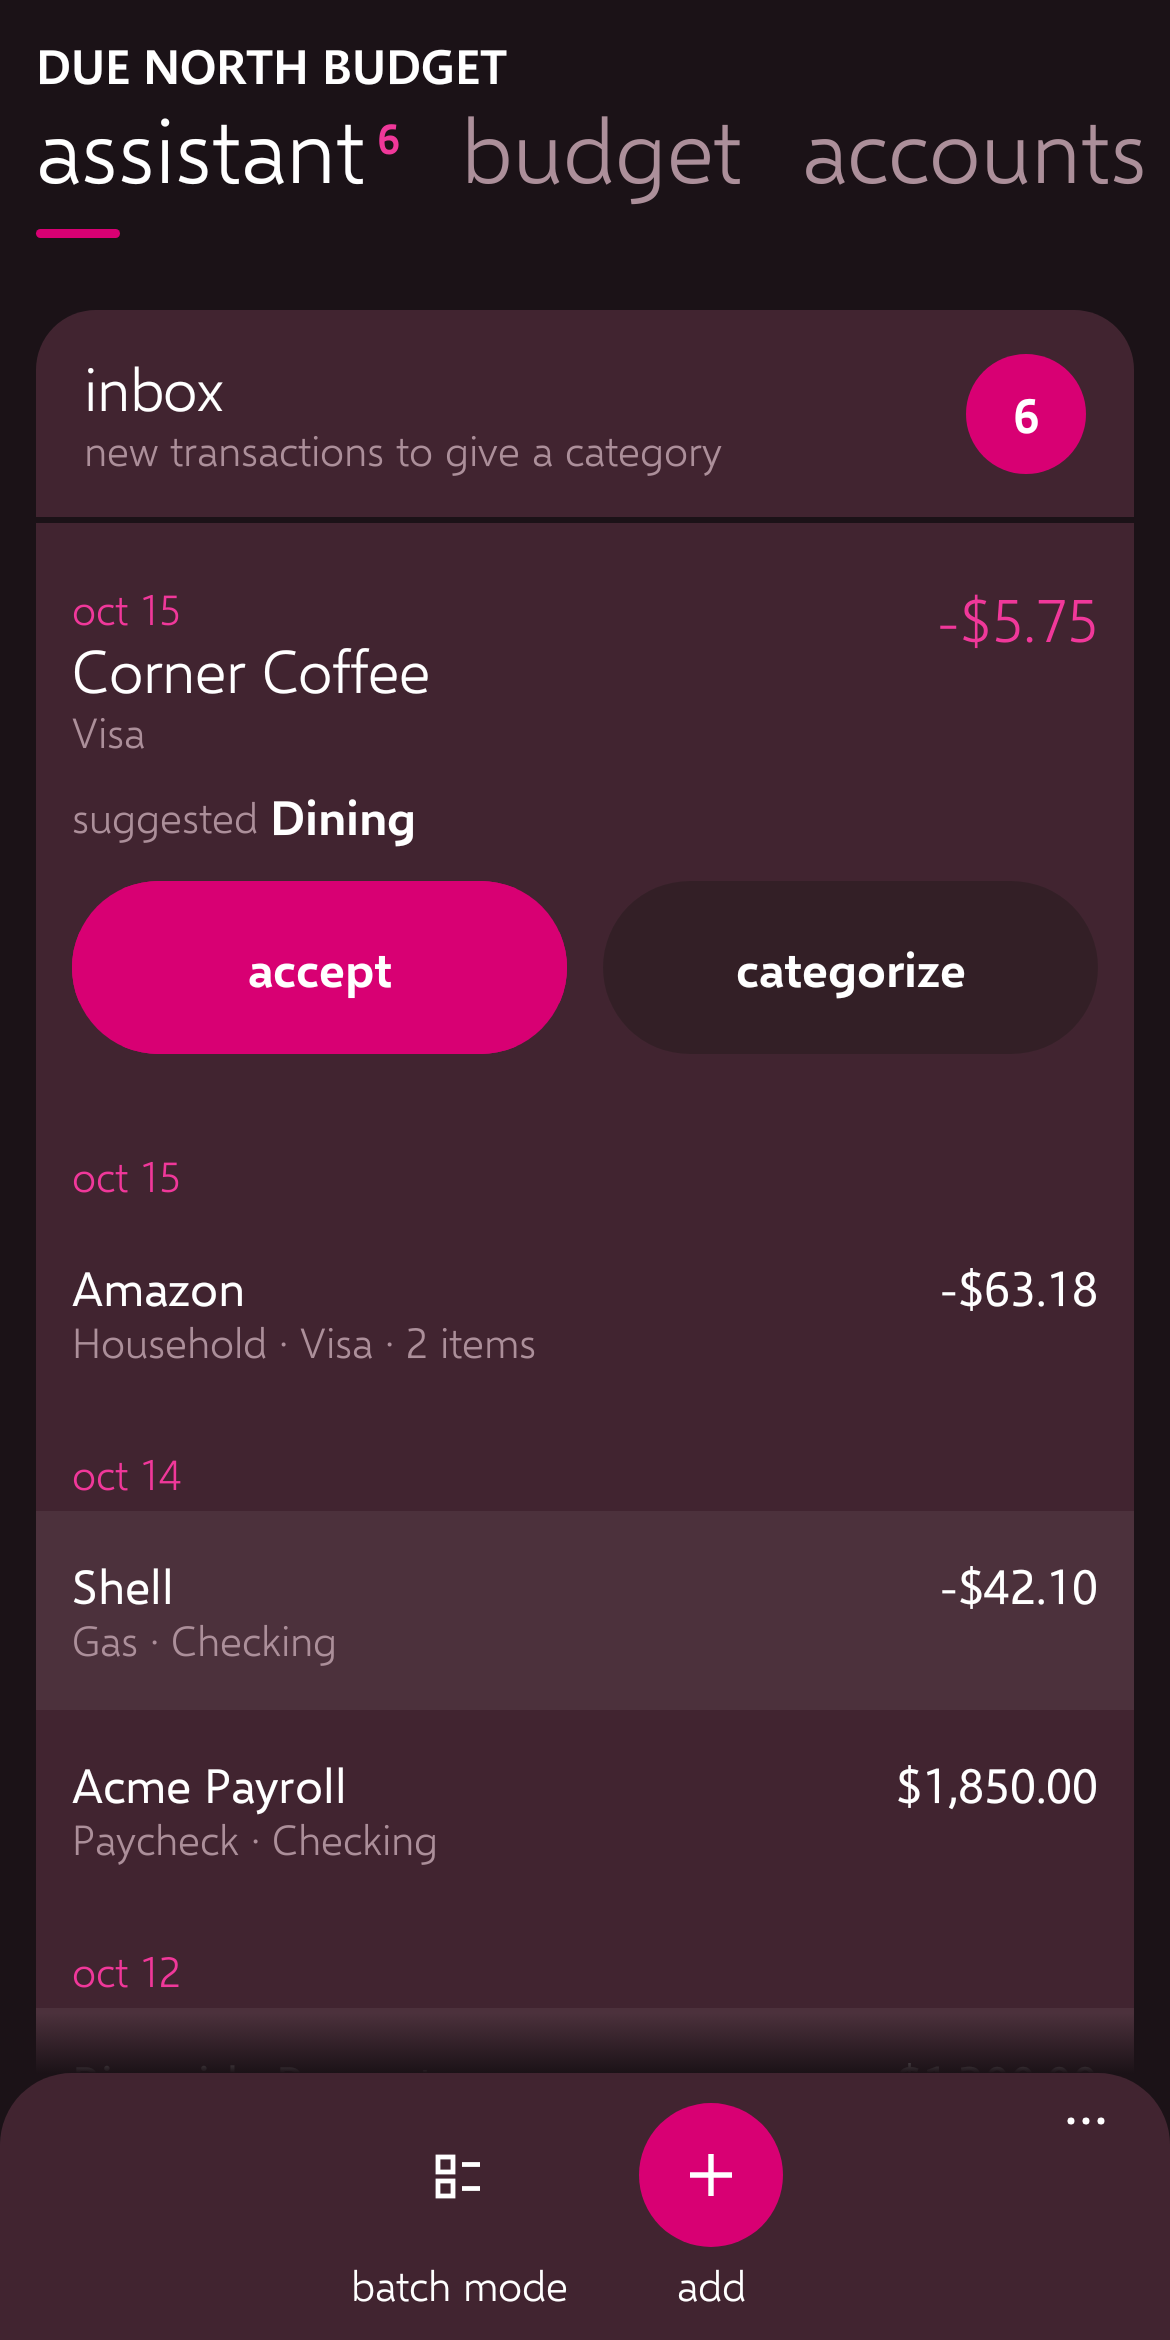 DUE NORTH BUDGET
assistant 6 budget accounts
inbox
new transactions to give a category
6
oct 15
-$5.75
Corner Coffee
Visa
suggested Dining
accept categorize
oct 15
Amazon -$63.18
Household · Visa · 2 items
oct 14
Shell -$42.10
Gas · Checking
Acme Payroll $1,850.00
Paycheck · Checking
oct 12
batch mode add